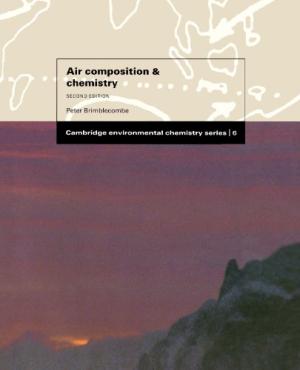 Air composition &
chemistry
SECOND EDITION
Peter Brimblecombe
Cambridge environmental chemistry series | 6